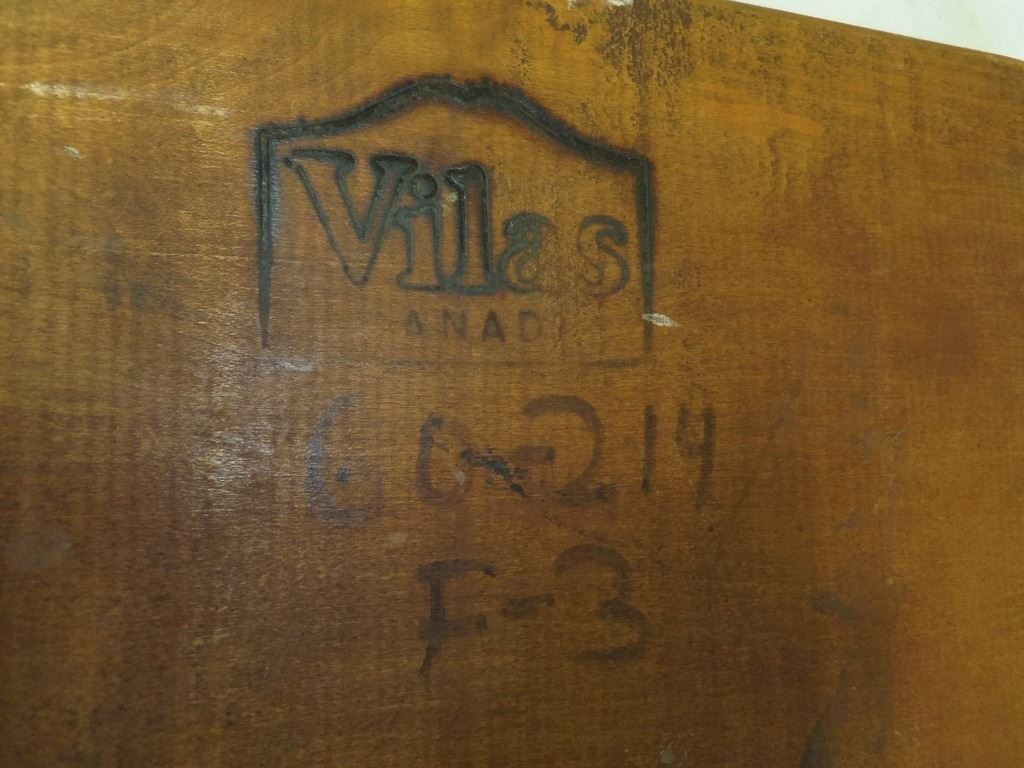 Vilas
ANAD
60-214
F-3